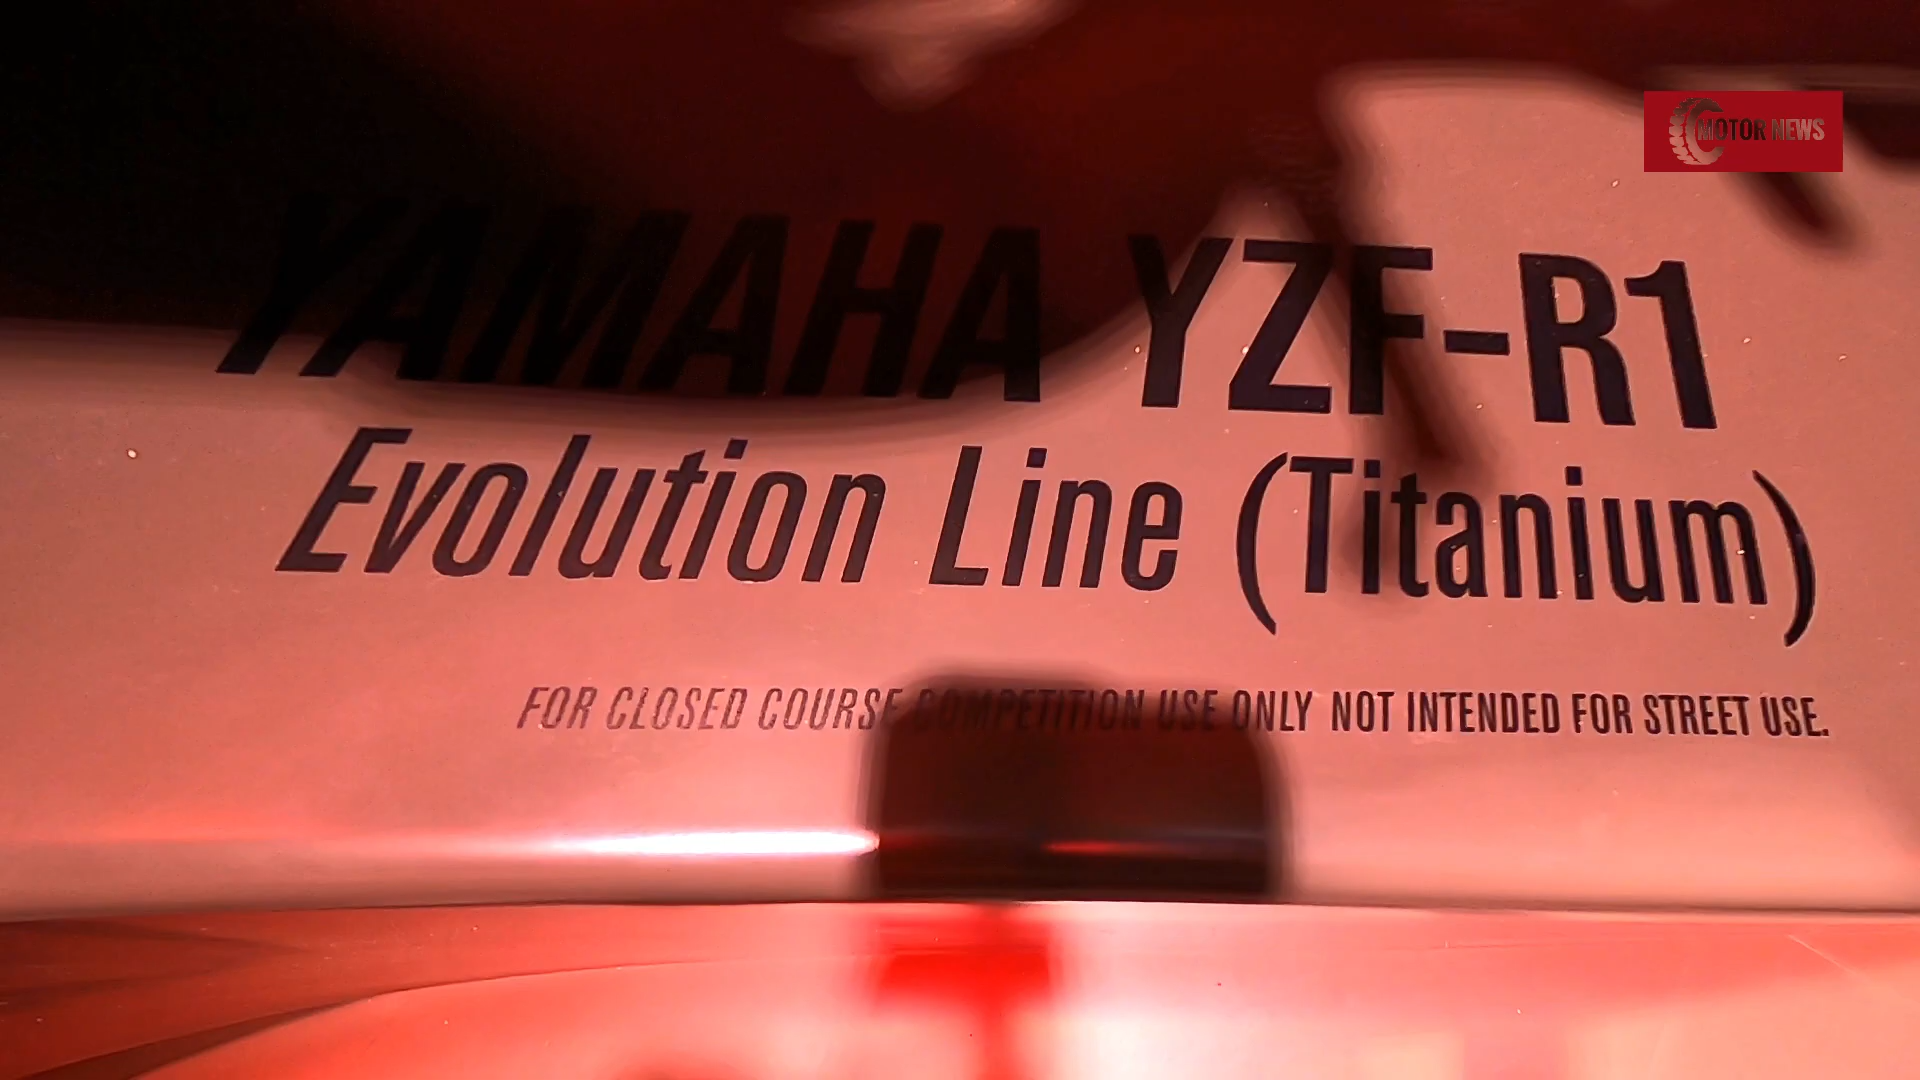 MOTOR NEWS
YAMAHA YZF-R1
Evolution Line (Titanium)
FOR CLOSED COURSE COMPETITION USE ONLY NOT INTENDED FOR STREET USE.